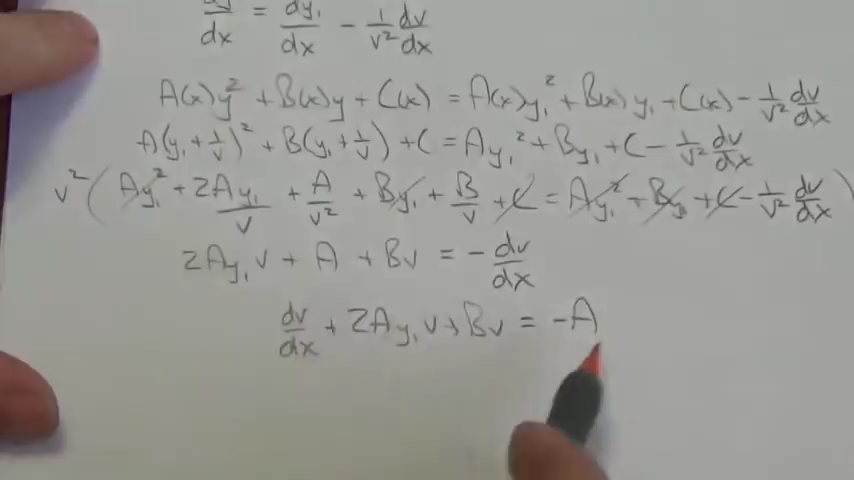 dy/dx = dy₁/dx - 1/v² dv/dx
A(x)y² + B(x)y + C(x) = A(x)y₁² + B(x)y₁ + C(x) - 1/v² dv/dx
A(y₁ + 1/v)² + B(y₁ + 1/v) + C = Ay₁² + By₁ + C - 1/v² dv/dx
v²(Ay₁² + 2Ay₁/v + A/v² + By₁ + B/v + C = Ay₁² + By₁ + C - 1/v² dv/dx)
2Ay₁v + A + Bv = - dv/dx
dv/dx + 2Ay₁v + Bv = -A